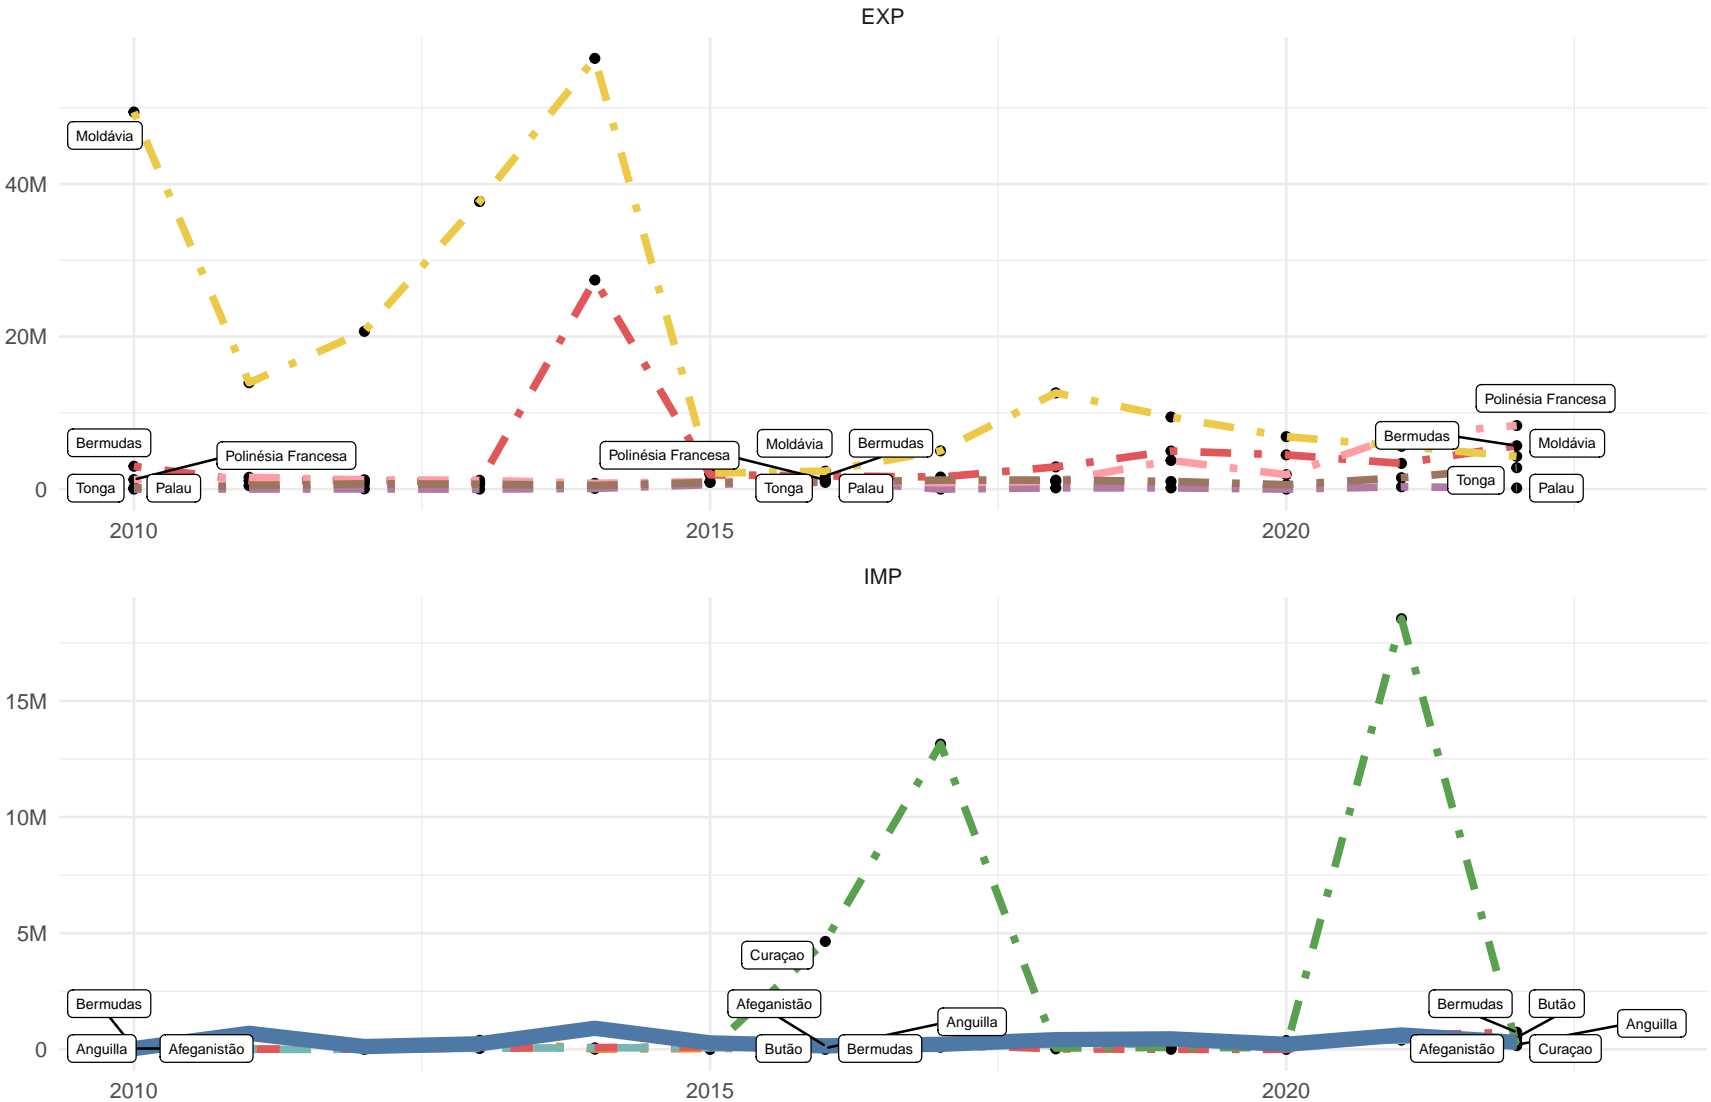 EXP
Moldávia
40M
20M
Polinésia Francesa
Bermudas
Moldávia
Bermudas
Bermudas
Moldávia
Polinésia Francesa
Polinésia Francesa
Tonga
Palau
Tonga
Palau
Tonga
Palau
0
2010
2015
2020
IMP
15M
10M
5M
Curaçao
Bermudas
Afeganistão
Bermudas
Butão
Anguilla
Anguilla
0
Anguilla
Afeganistão
Butão
Bermudas
Afeganistão
Curaçao
2010
2015
2020